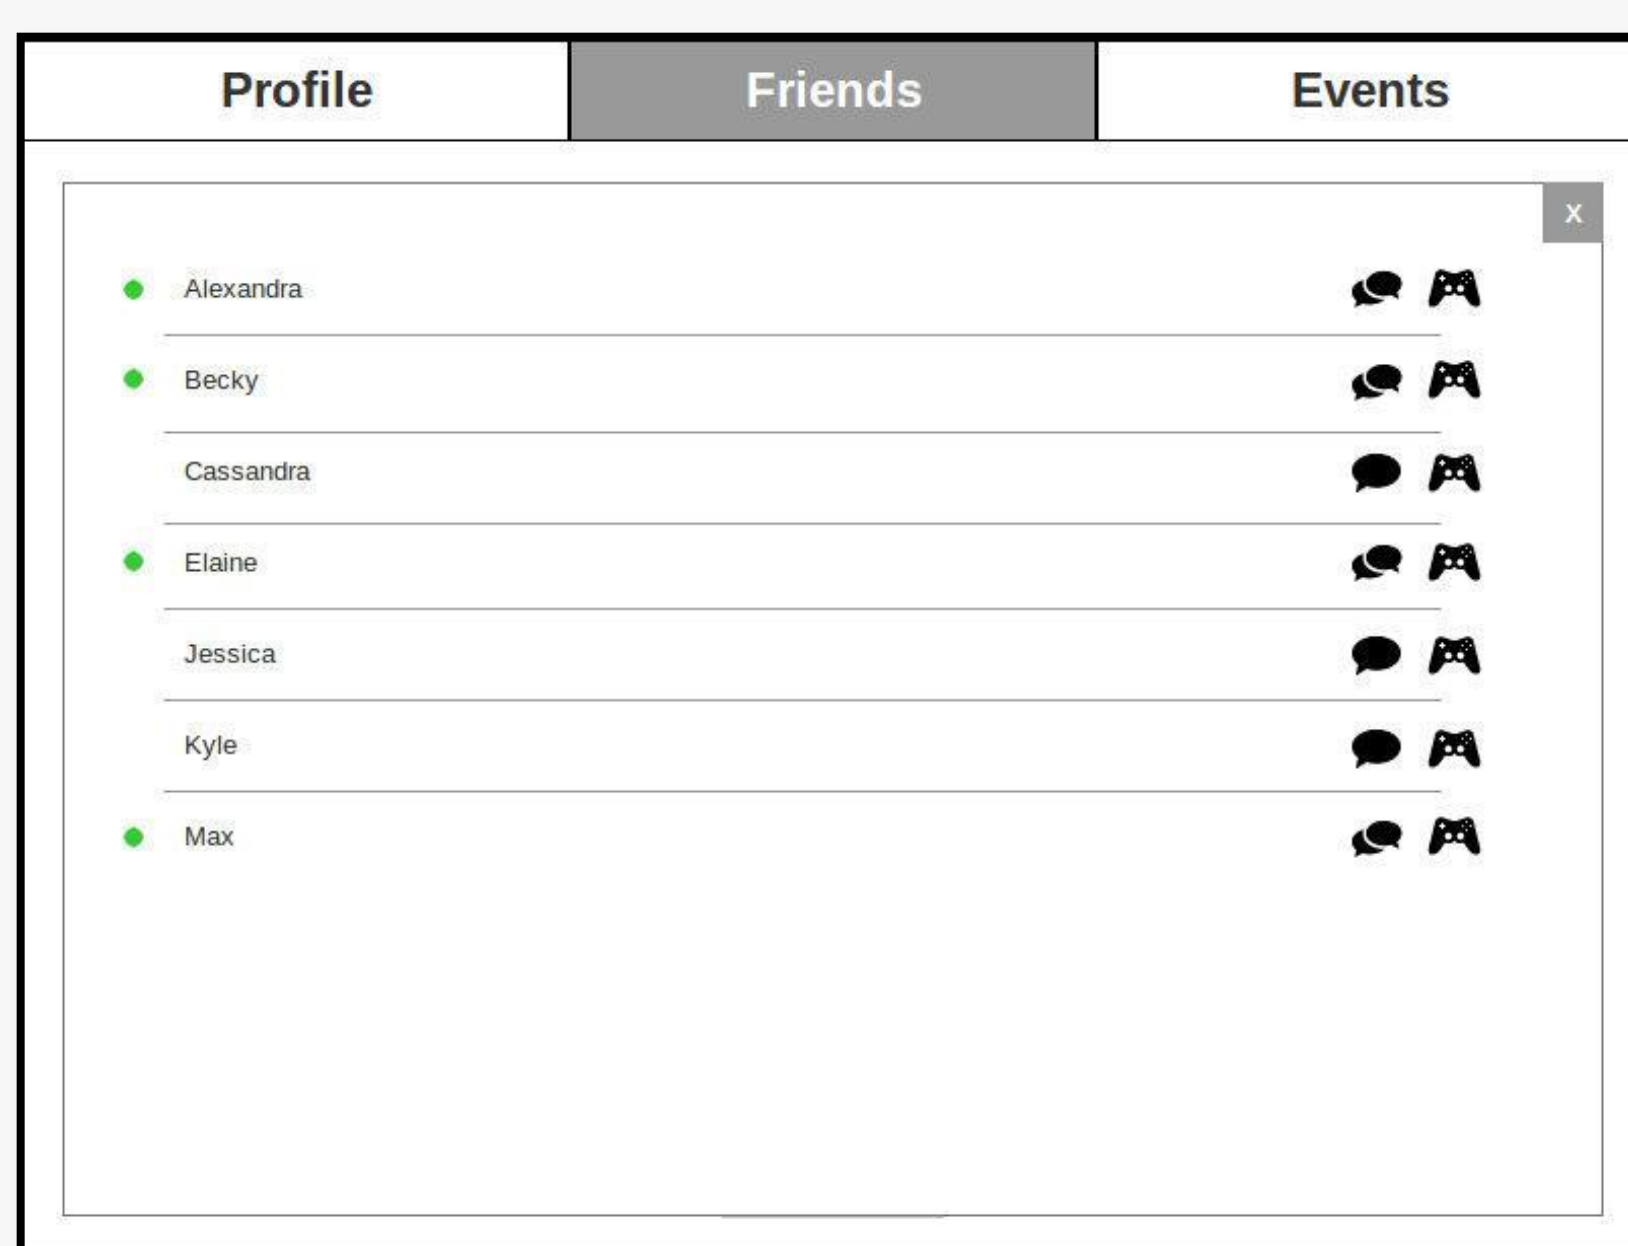 Profile Friends Events
x
Alexandra
Becky
Cassandra
Elaine
Jessica
Kyle
Max